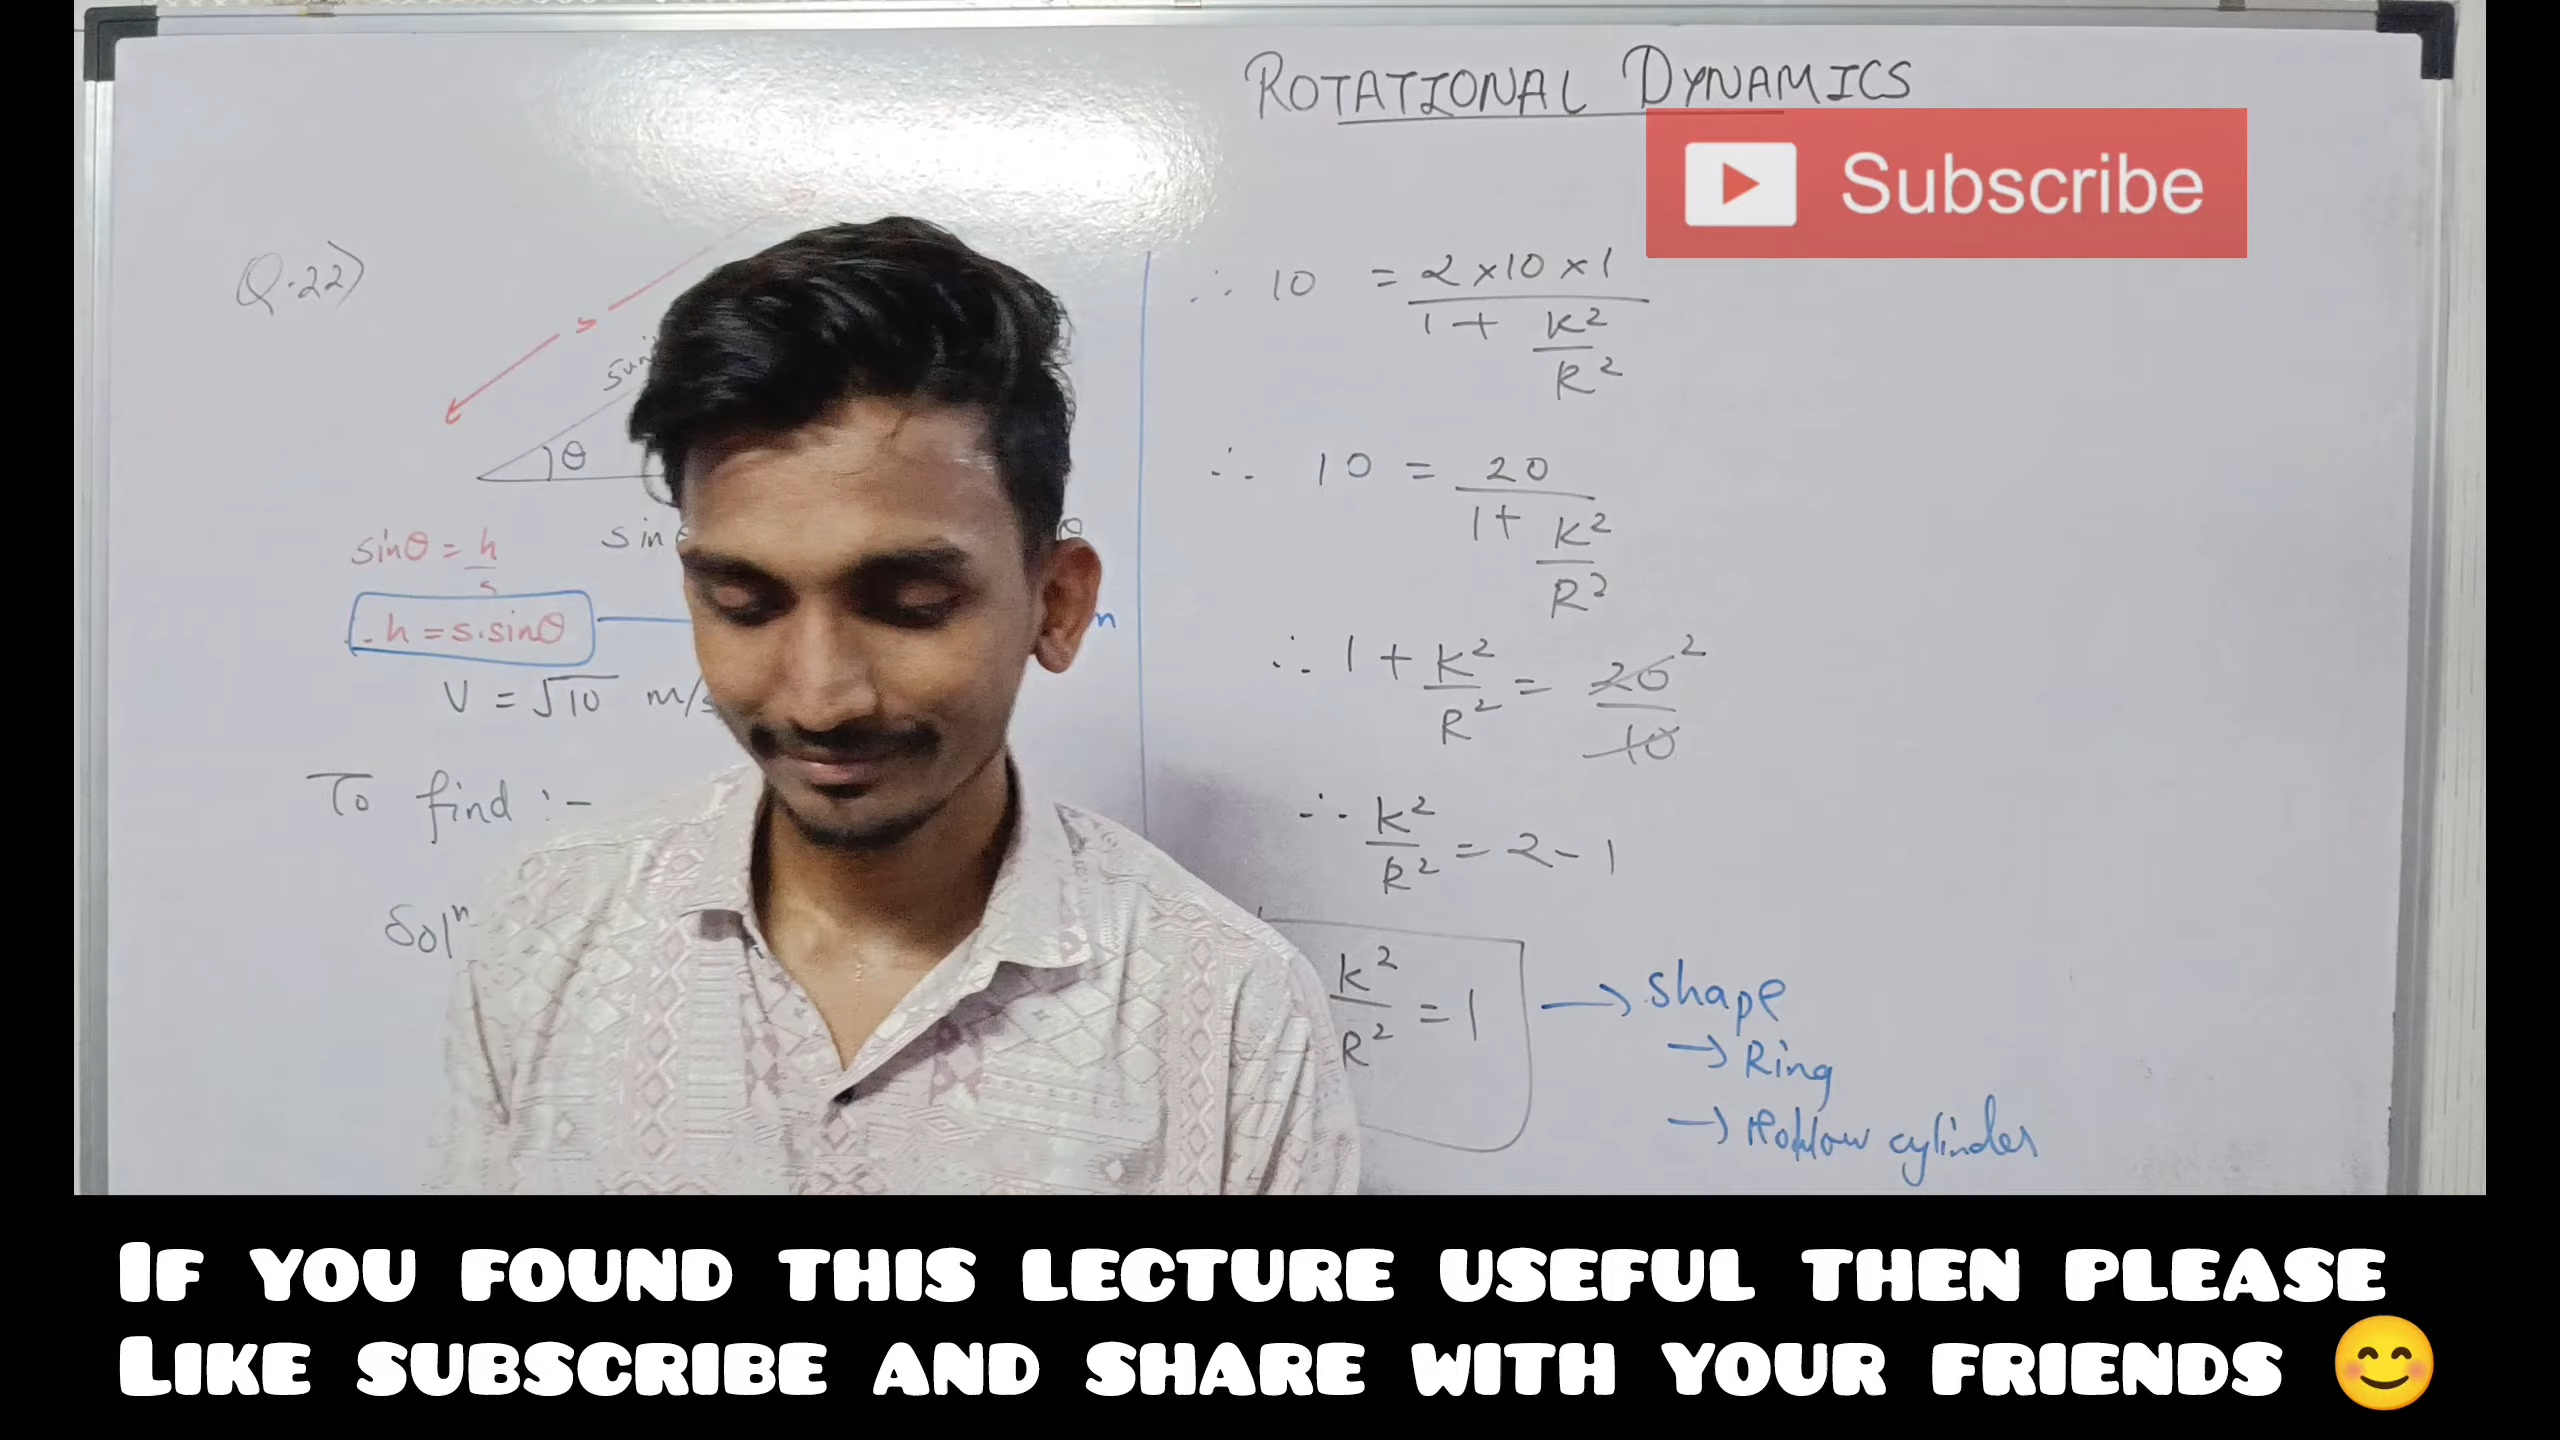 ROTATIONAL DYNAMICS
Subscribe
Q.22)
s
θ
sinθ = h/s
sin
θ
. h = s.sinθ
m
V = √10 m/s
To find :-
Solⁿ
∴ 10 = 2 × 10 × 1 / 1 + K²/R²
∴ 10 = 20 / 1 + K²/R²
∴ 1 + K²/R² = 20² / 10
∴ K²/R² = 2 - 1
K²/R² = 1 → shape
→ Ring
→ Hollow cylinder
IF YOU FOUND THIS LECTURE USEFUL THEN PLEASE
LIKE SUBSCRIBE AND SHARE WITH YOUR FRIENDS 😊